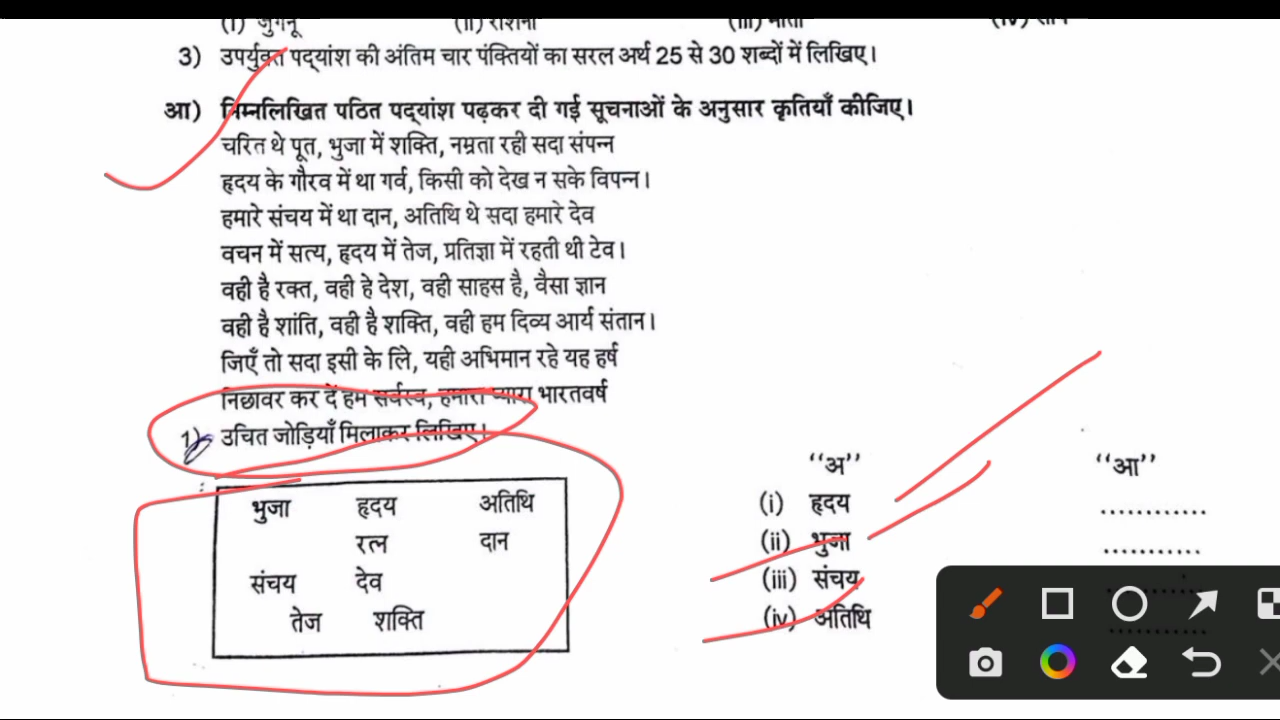 3) उपर्युक्त पद्यांश की अंतिम चार पंक्तियों का सरल अर्थ 25 से 30 शब्दों में लिखिए।
आ) निम्नलिखित पठित पद्यांश पढ़कर दी गई सूचनाओं के अनुसार कृतियाँ कीजिए।
चरित थे पूत, भुजा में शक्ति, नम्रता रही सदा संपन्न
हृदय के गौरव में था गर्व, किसी को देख न सके विपन्न।
हमारे संचय में था दान, अतिथि थे सदा हमारे देव
वचन में सत्य, हृदय में तेज, प्रतिज्ञा में रहती थी टेव।
वही है रक्त, वही हे देश, वही साहस है, वैसा ज्ञान
वही है शांति, वही है शक्ति, वही हम दिव्य आर्य संतान।
जिएँ तो सदा इसी के लिे, यही अभिमान रहे यह हर्ष
निछावर कर दें हम सर्वस्व, हमारा प्यारा भारतवर्ष
1) उचित जोड़ियाँ मिलाकर लिखिए।
''अ'' ''आ''
भुजा हृदय अतिथि
रत्न दान
संचय देव
तेज शक्ति
(i) हृदय ............
(ii) भुजा ...........
(iii) संचय
(iv) अतिथि